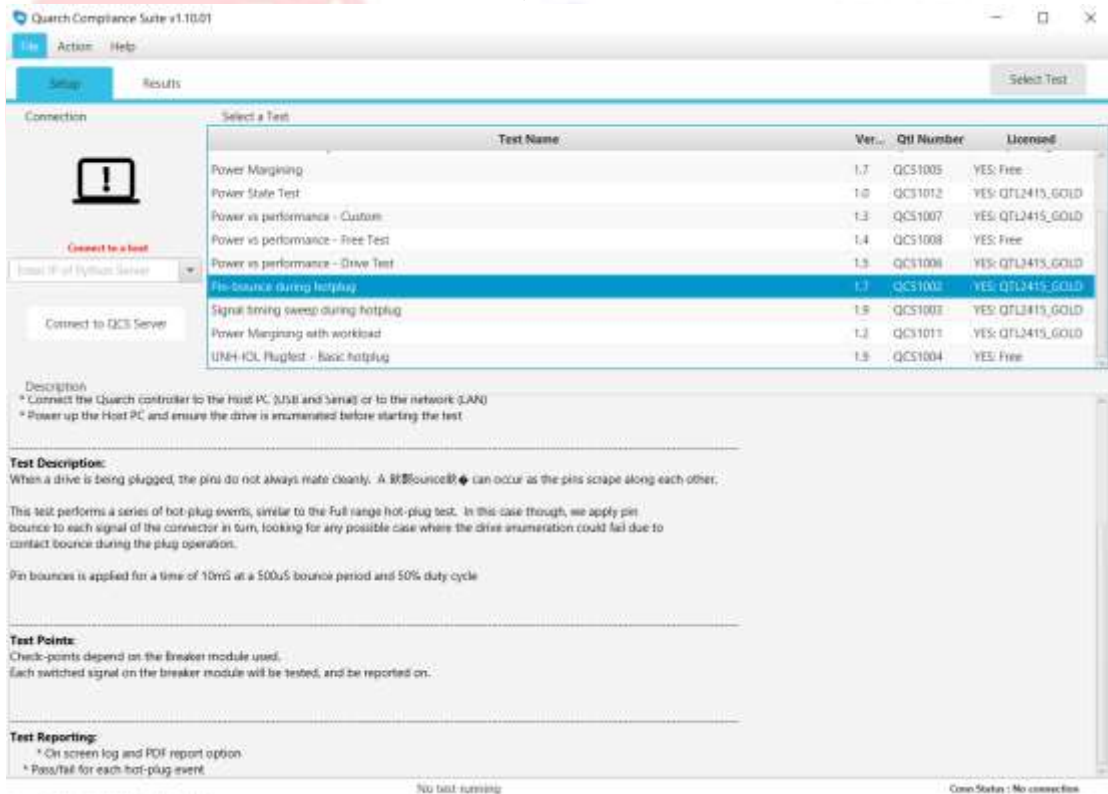 Quarch Compliance Suite v1.10.01
File Action Help
Setup Results Select Test
Connection Select a Test
Test Name Ver... Qtl Number Licensed
Power Margining 1.7 QCS1005 YES: Free
Power State Test 1.0 QCS1012 YES: QTL2415_GOLD
Power vs performance - Custom 1.3 QCS1007 YES: QTL2415_GOLD
Power vs performance - Free Test 1.4 QCS1008 YES: Free
Power vs performance - Drive Test 1.5 QCS1006 YES: QTL2415_GOLD
Pin-bounce during hotplug 1.7 QCS1002 YES: QTL2415_GOLD
Signal timing sweep during hotplug 1.9 QCS1003 YES: QTL2415_GOLD
Power Margining with workload 1.2 QCS1011 YES: QTL2415_GOLD
UNH-IOL Plugfest - Basic hotplug 1.9 QCS1004 YES: Free
Connect to a host
Enter IP of Python Server
Connect to QCS Server
Description
* Connect the Quarch controller to the Host PC (USB and Serial) or to the network (LAN)
* Power up the Host PC and ensure the drive is enumerated before starting the test
Test Description:
When a drive is being plugged, the pins do not always mate cleanly. A ounce can occur as the pins scrape along each other.
This test performs a series of hot-plug events, similar to the Full range hot-plug test. In this case though, we apply pin
bounce to each signal of the connector in turn, looking for any possible case where the drive enumeration could fail due to
contact bounce during the plug operation.
Pin bounces is applied for a time of 10mS at a 500uS bounce period and 50% duty cycle
Test Points:
Check-points depend on the Breaker module used.
Each switched signal on the breaker module will be tested, and be reported on.
Test Reporting:
* On screen log and PDF report option
* Pass/fail for each hot-plug event
No test running Conn Status : No connection